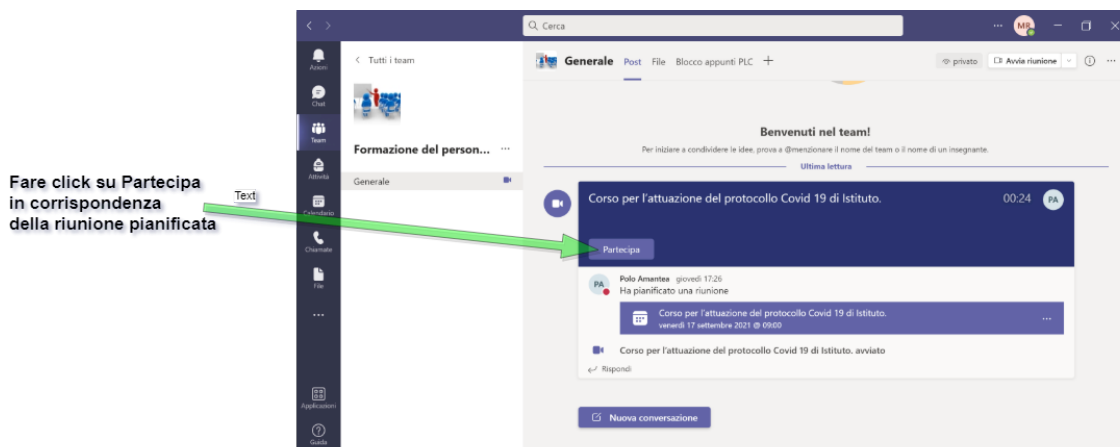 Cerca
...
MR
Azioni
Chat
Team
Attività
Calendario
Chiamate
File
...
Applicazioni
Guida
Tutti i team
Formazione del person... ...
Generale
Generale Post File Blocco appunti PLC +
privato Avvia riunione ...
Benvenuti nel team!
Per iniziare a condividere le idee, prova a @menzionare il nome del team o il nome di un insegnante.
Ultima lettura
Corso per l'attuazione del protocollo Covid 19 di Istituto. 00:24 PA
Partecipa
PA Polo Amantea giovedì 17:26
Ha pianificato una riunione
Corso per l'attuazione del protocollo Covid 19 di Istituto.
venerdì 17 settembre 2021 @ 09:00
...
Corso per l'attuazione del protocollo Covid 19 di Istituto. avviato
Rispondi
Nuova conversazione
Fare click su Partecipa
in corrispondenza
della riunione pianificata
Text